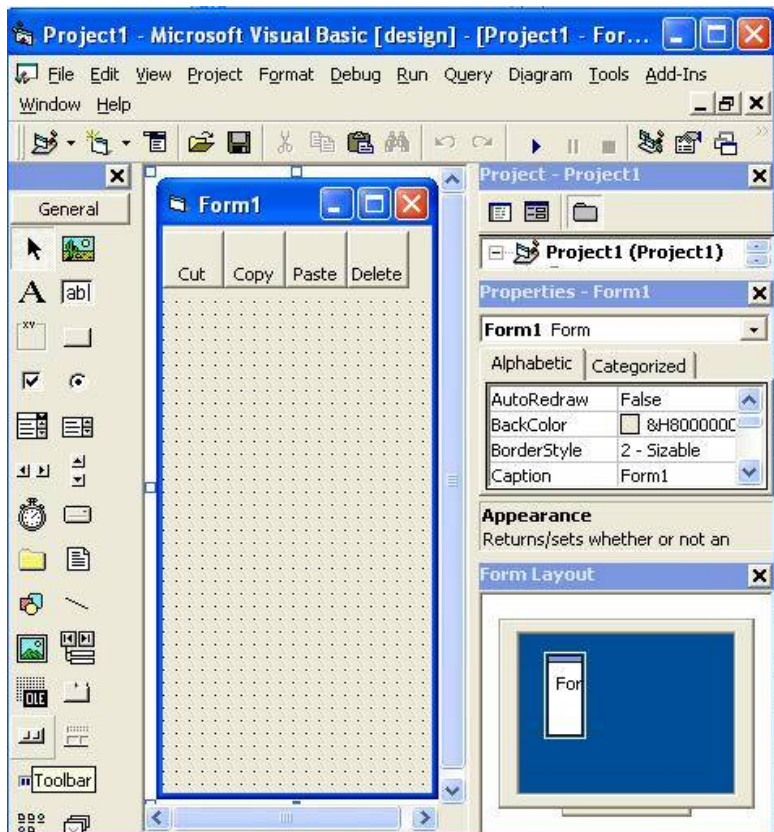 Project1 - Microsoft Visual Basic [design] - [Project1 - For...
File Edit View Project Format Debug Run Query Diagram Tools Add-Ins
Window Help
General
A ab|
xv
OLE
Toolbar
Form1
Cut Copy Paste Delete
Project - Project1
Project1 (Project1)
Properties - Form1
Form1 Form
Alphabetic Categorized
AutoRedraw False
BackColor &H8000000
BorderStyle 2 - Sizable
Caption Form1
Appearance
Returns/sets whether or not an
Form Layout
For